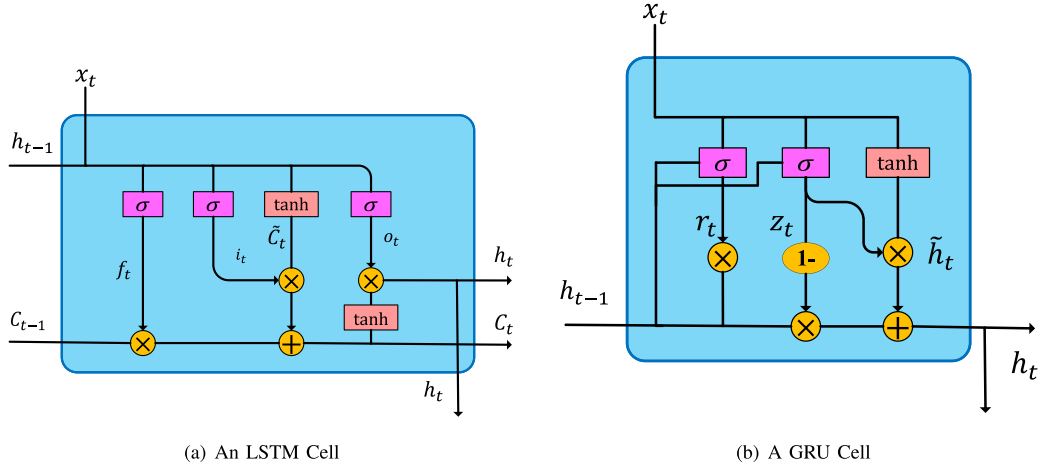 x_t
h_{t-1}
σ σ tanh σ
C̃_t
o_t
i_t
f_t
×
×
h_t
tanh
C_{t-1}
C_t
×
+
h_t
(a) An LSTM Cell
x_t
σ σ tanh
r_t
z_t
×
1-
×
h̃_t
h_{t-1}
×
+
h_t
(b) A GRU Cell